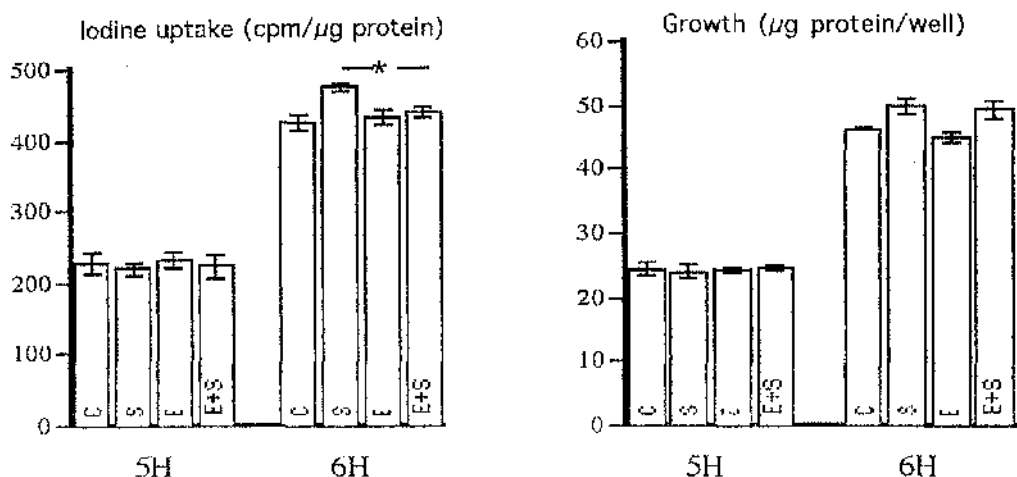 Iodine uptake (cpm/µg protein)
500
400
300
200
100
0
*
C
S
E
E+S
C
S
E
E+S
5H
6H
Growth (µg protein/well)
60
50
40
30
20
10
0
C
S
E+S
C
S
E
E+S
5H
6H